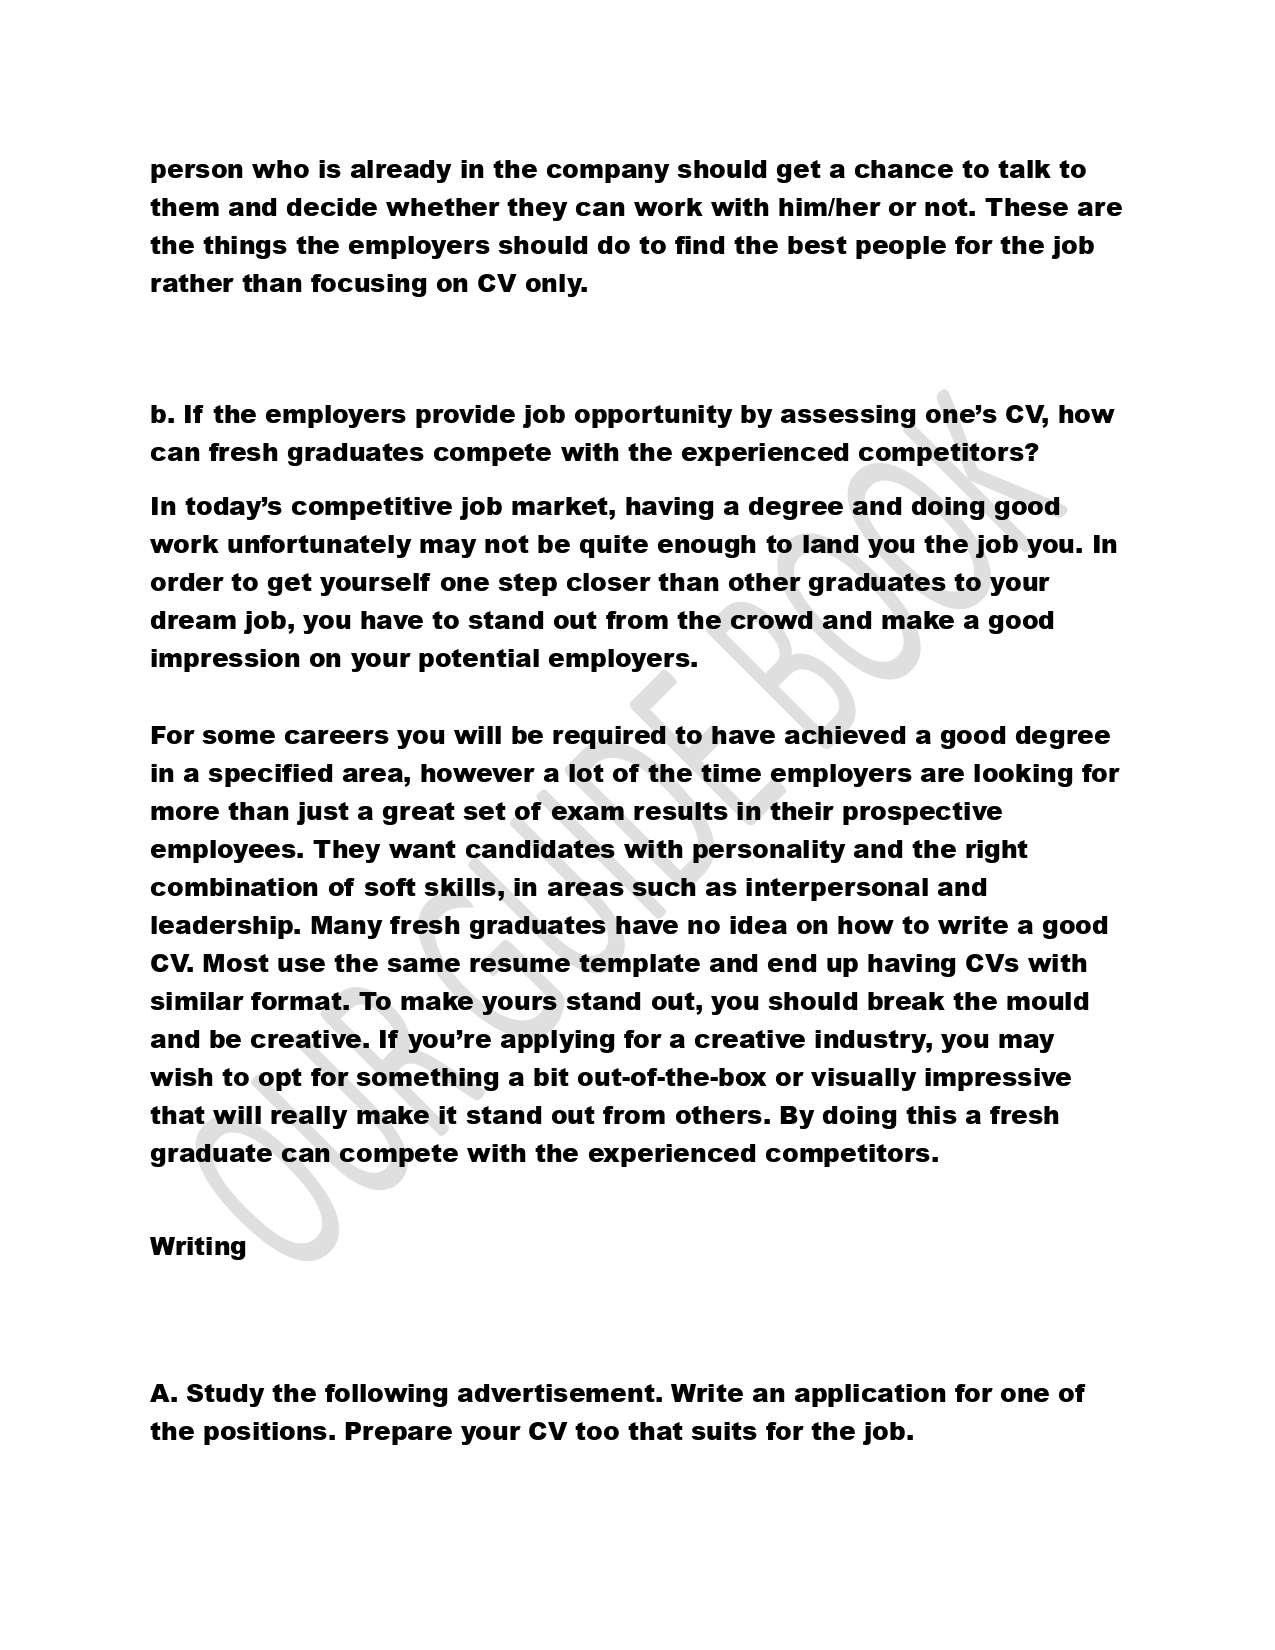 person who is already in the company should get a chance to talk to
them and decide whether they can work with him/her or not. These are
the things the employers should do to find the best people for the job
rather than focusing on CV only.
b. If the employers provide job opportunity by assessing one’s CV, how
can fresh graduates compete with the experienced competitors?
In today’s competitive job market, having a degree and doing good
work unfortunately may not be quite enough to land you the job you. In
order to get yourself one step closer than other graduates to your
dream job, you have to stand out from the crowd and make a good
impression on your potential employers.
For some careers you will be required to have achieved a good degree
in a specified area, however a lot of the time employers are looking for
more than just a great set of exam results in their prospective
employees. They want candidates with personality and the right
combination of soft skills, in areas such as interpersonal and
leadership. Many fresh graduates have no idea on how to write a good
CV. Most use the same resume template and end up having CVs with
similar format. To make yours stand out, you should break the mould
and be creative. If you’re applying for a creative industry, you may
wish to opt for something a bit out-of-the-box or visually impressive
that will really make it stand out from others. By doing this a fresh
graduate can compete with the experienced competitors.
Writing
A. Study the following advertisement. Write an application for one of
the positions. Prepare your CV too that suits for the job.
OUR GUIDE BOOK